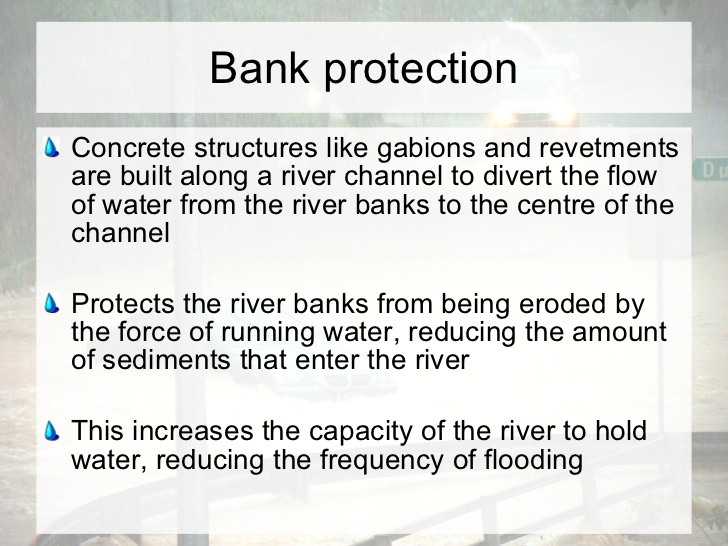 Bank protection
Concrete structures like gabions and revetments
are built along a river channel to divert the flow
of water from the river banks to the centre of the
channel
Protects the river banks from being eroded by
the force of running water, reducing the amount
of sediments that enter the river
This increases the capacity of the river to hold
water, reducing the frequency of flooding